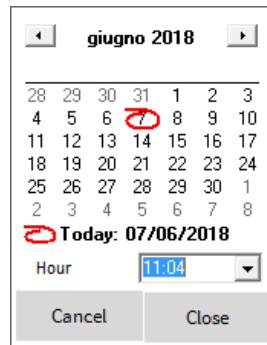 giugno 2018
28 29 30 31 1 2 3
4 5 6 7 8 9 10
11 12 13 14 15 16 17
18 19 20 21 22 23 24
25 26 27 28 29 30 1
2 3 4 5 6 7 8
Today: 07/06/2018
Hour 11:04
Cancel Close